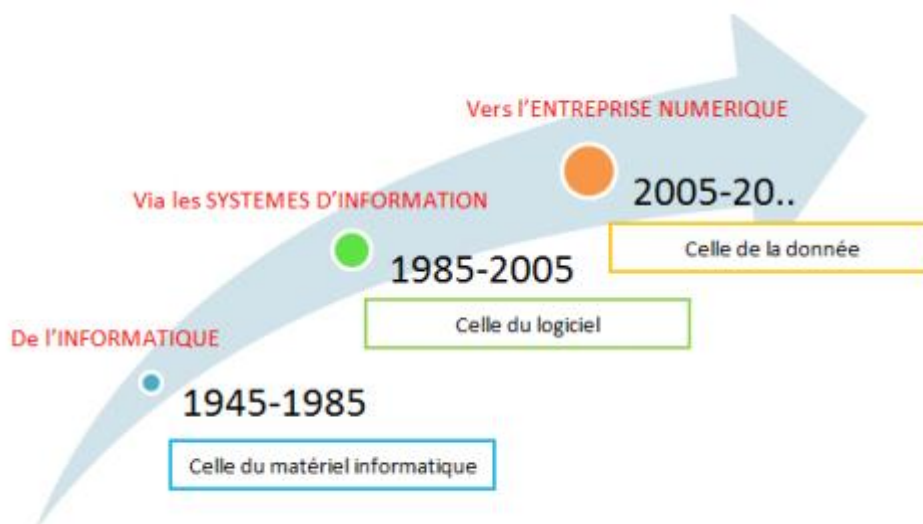 Vers l'ENTREPRISE NUMERIQUE
2005-20..
Celle de la donnée
Via les SYSTEMES D'INFORMATION
1985-2005
Celle du logiciel
De l'INFORMATIQUE
1945-1985
Celle du matériel informatique